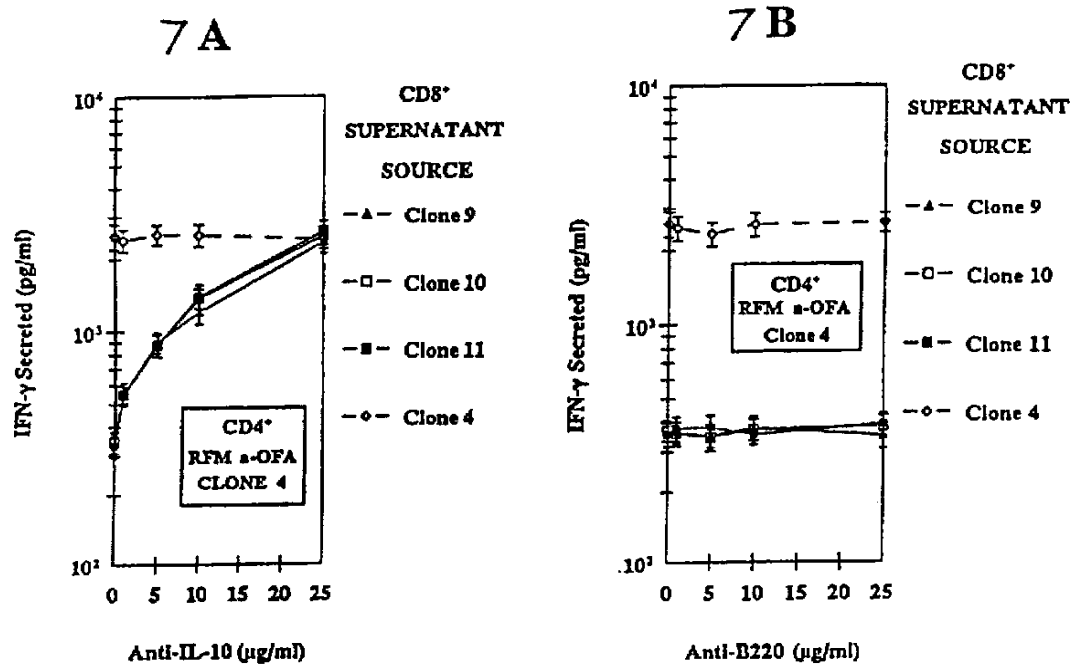 7 A
10⁴
10³
10²
IFN-γ Secreted (pg/ml)
0 5 10 15 20 25
Anti-IL-10 (μg/ml)
CD4⁺
RFM a-OFA
CLONE 4
CD8⁺
SUPERNATANT
SOURCE
Clone 9
Clone 10
Clone 11
Clone 4
7 B
10⁴
10³
.10²
IFN-γ Secreted (pg/ml)
0 5 10 15 20 25
Anti-B220 (μg/ml)
CD4⁺
RFM a-OFA
Clone 4
CD8⁺
SUPERNATANT
SOURCE
Clone 9
Clone 10
Clone 11
Clone 4